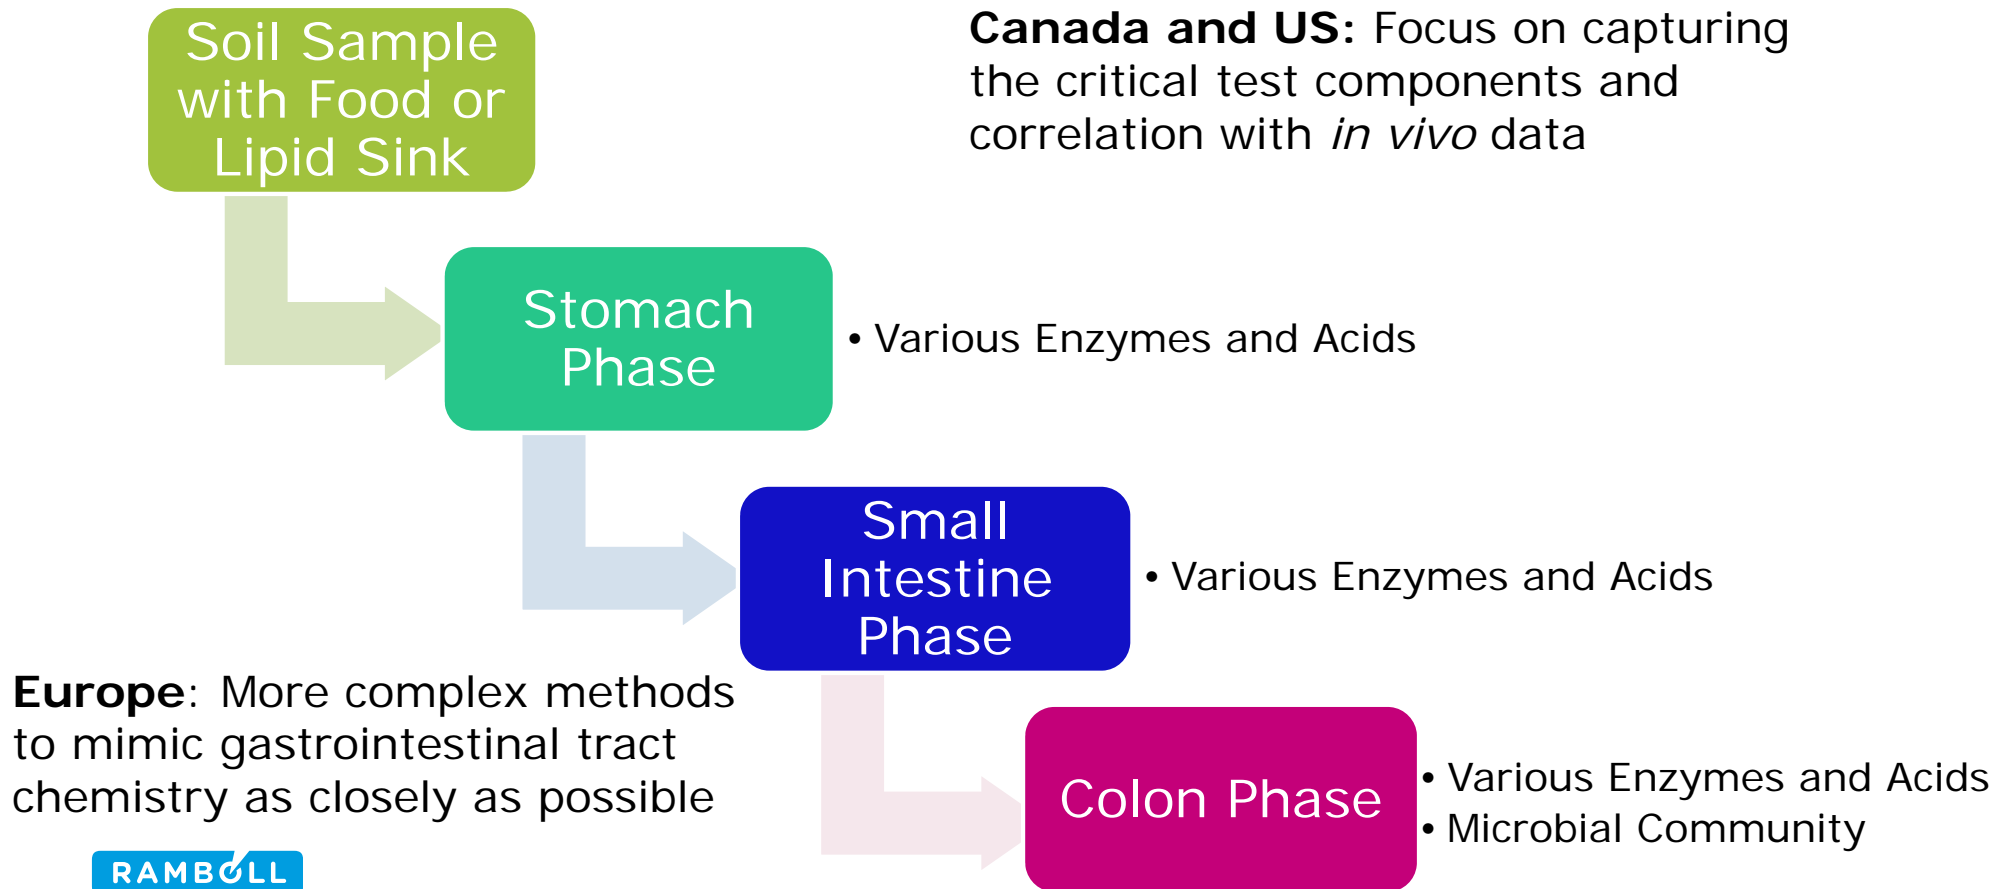 Soil Sample
with Food or
Lipid Sink
Canada and US: Focus on capturing
the critical test components and
correlation with in vivo data
Stomach
Phase
• Various Enzymes and Acids
Small
Intestine
Phase
• Various Enzymes and Acids
Europe: More complex methods
to mimic gastrointestinal tract
chemistry as closely as possible
Colon Phase
• Various Enzymes and Acids
• Microbial Community
RAMBOLL